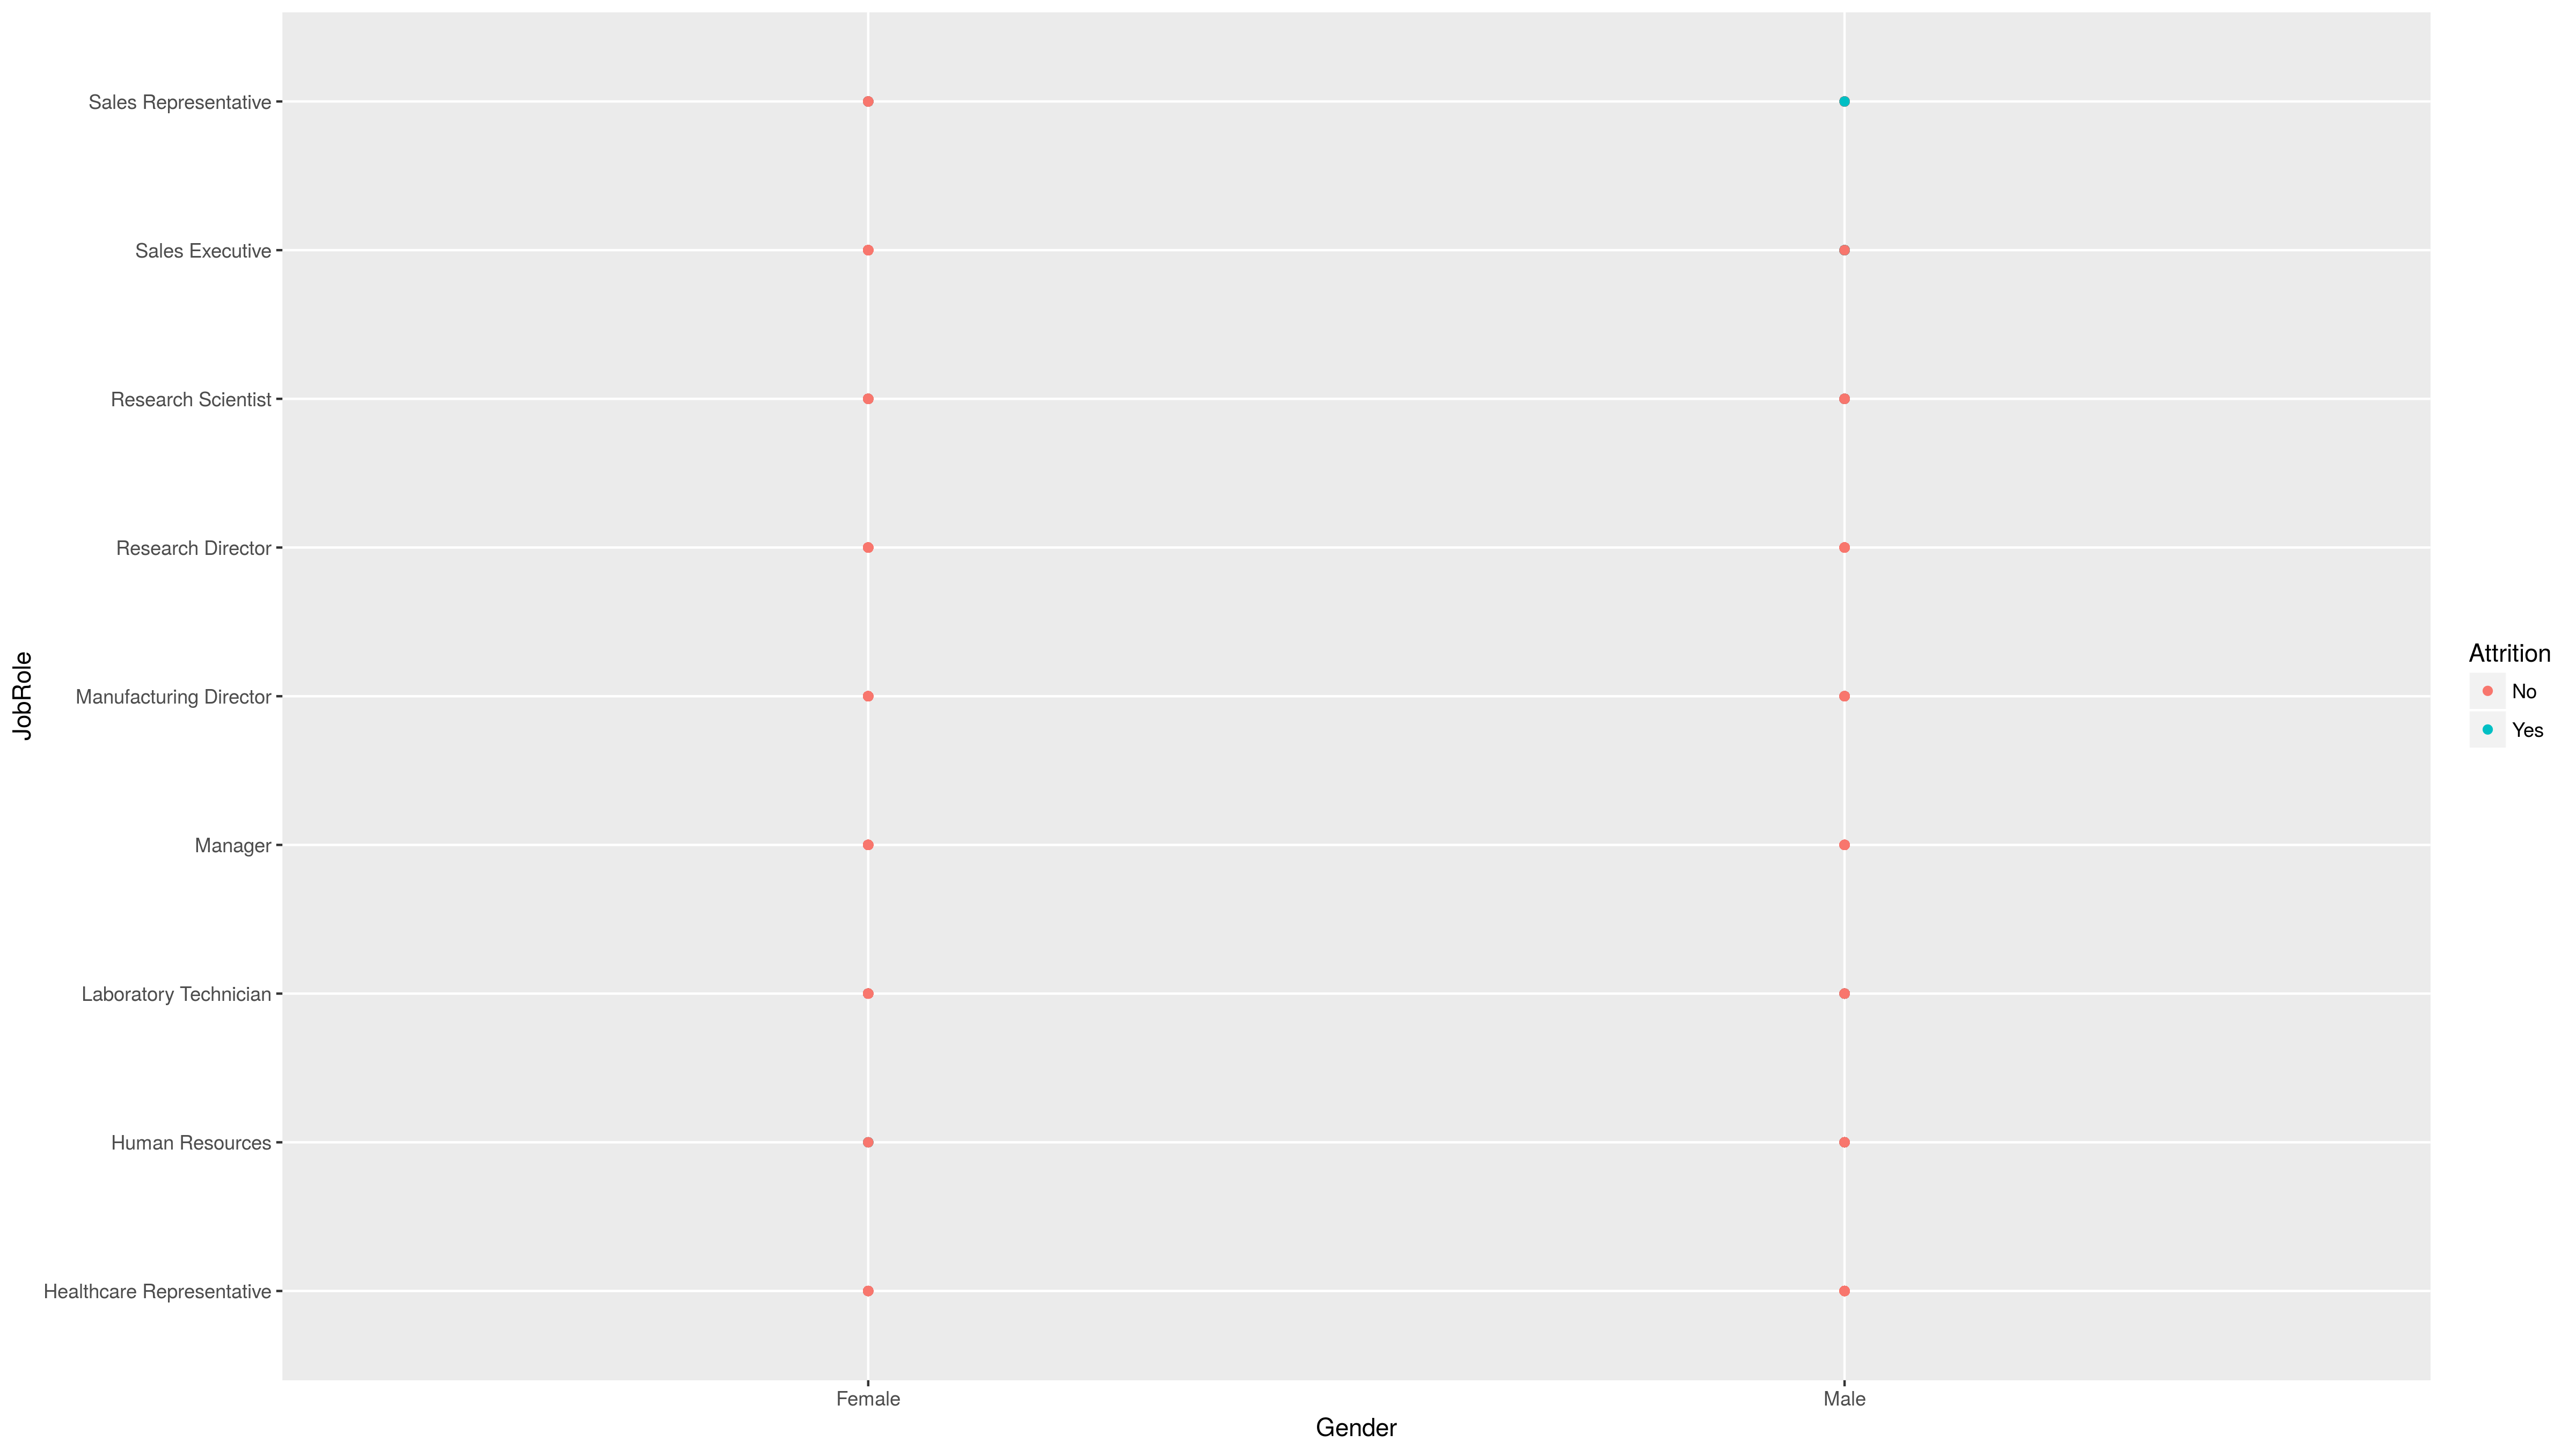 Sales Representative
Sales Executive
Research Scientist
Research Director
Manufacturing Director
Manager
Laboratory Technician
Human Resources
Healthcare Representative
JobRole
Female
Male
Gender
Attrition
No
Yes